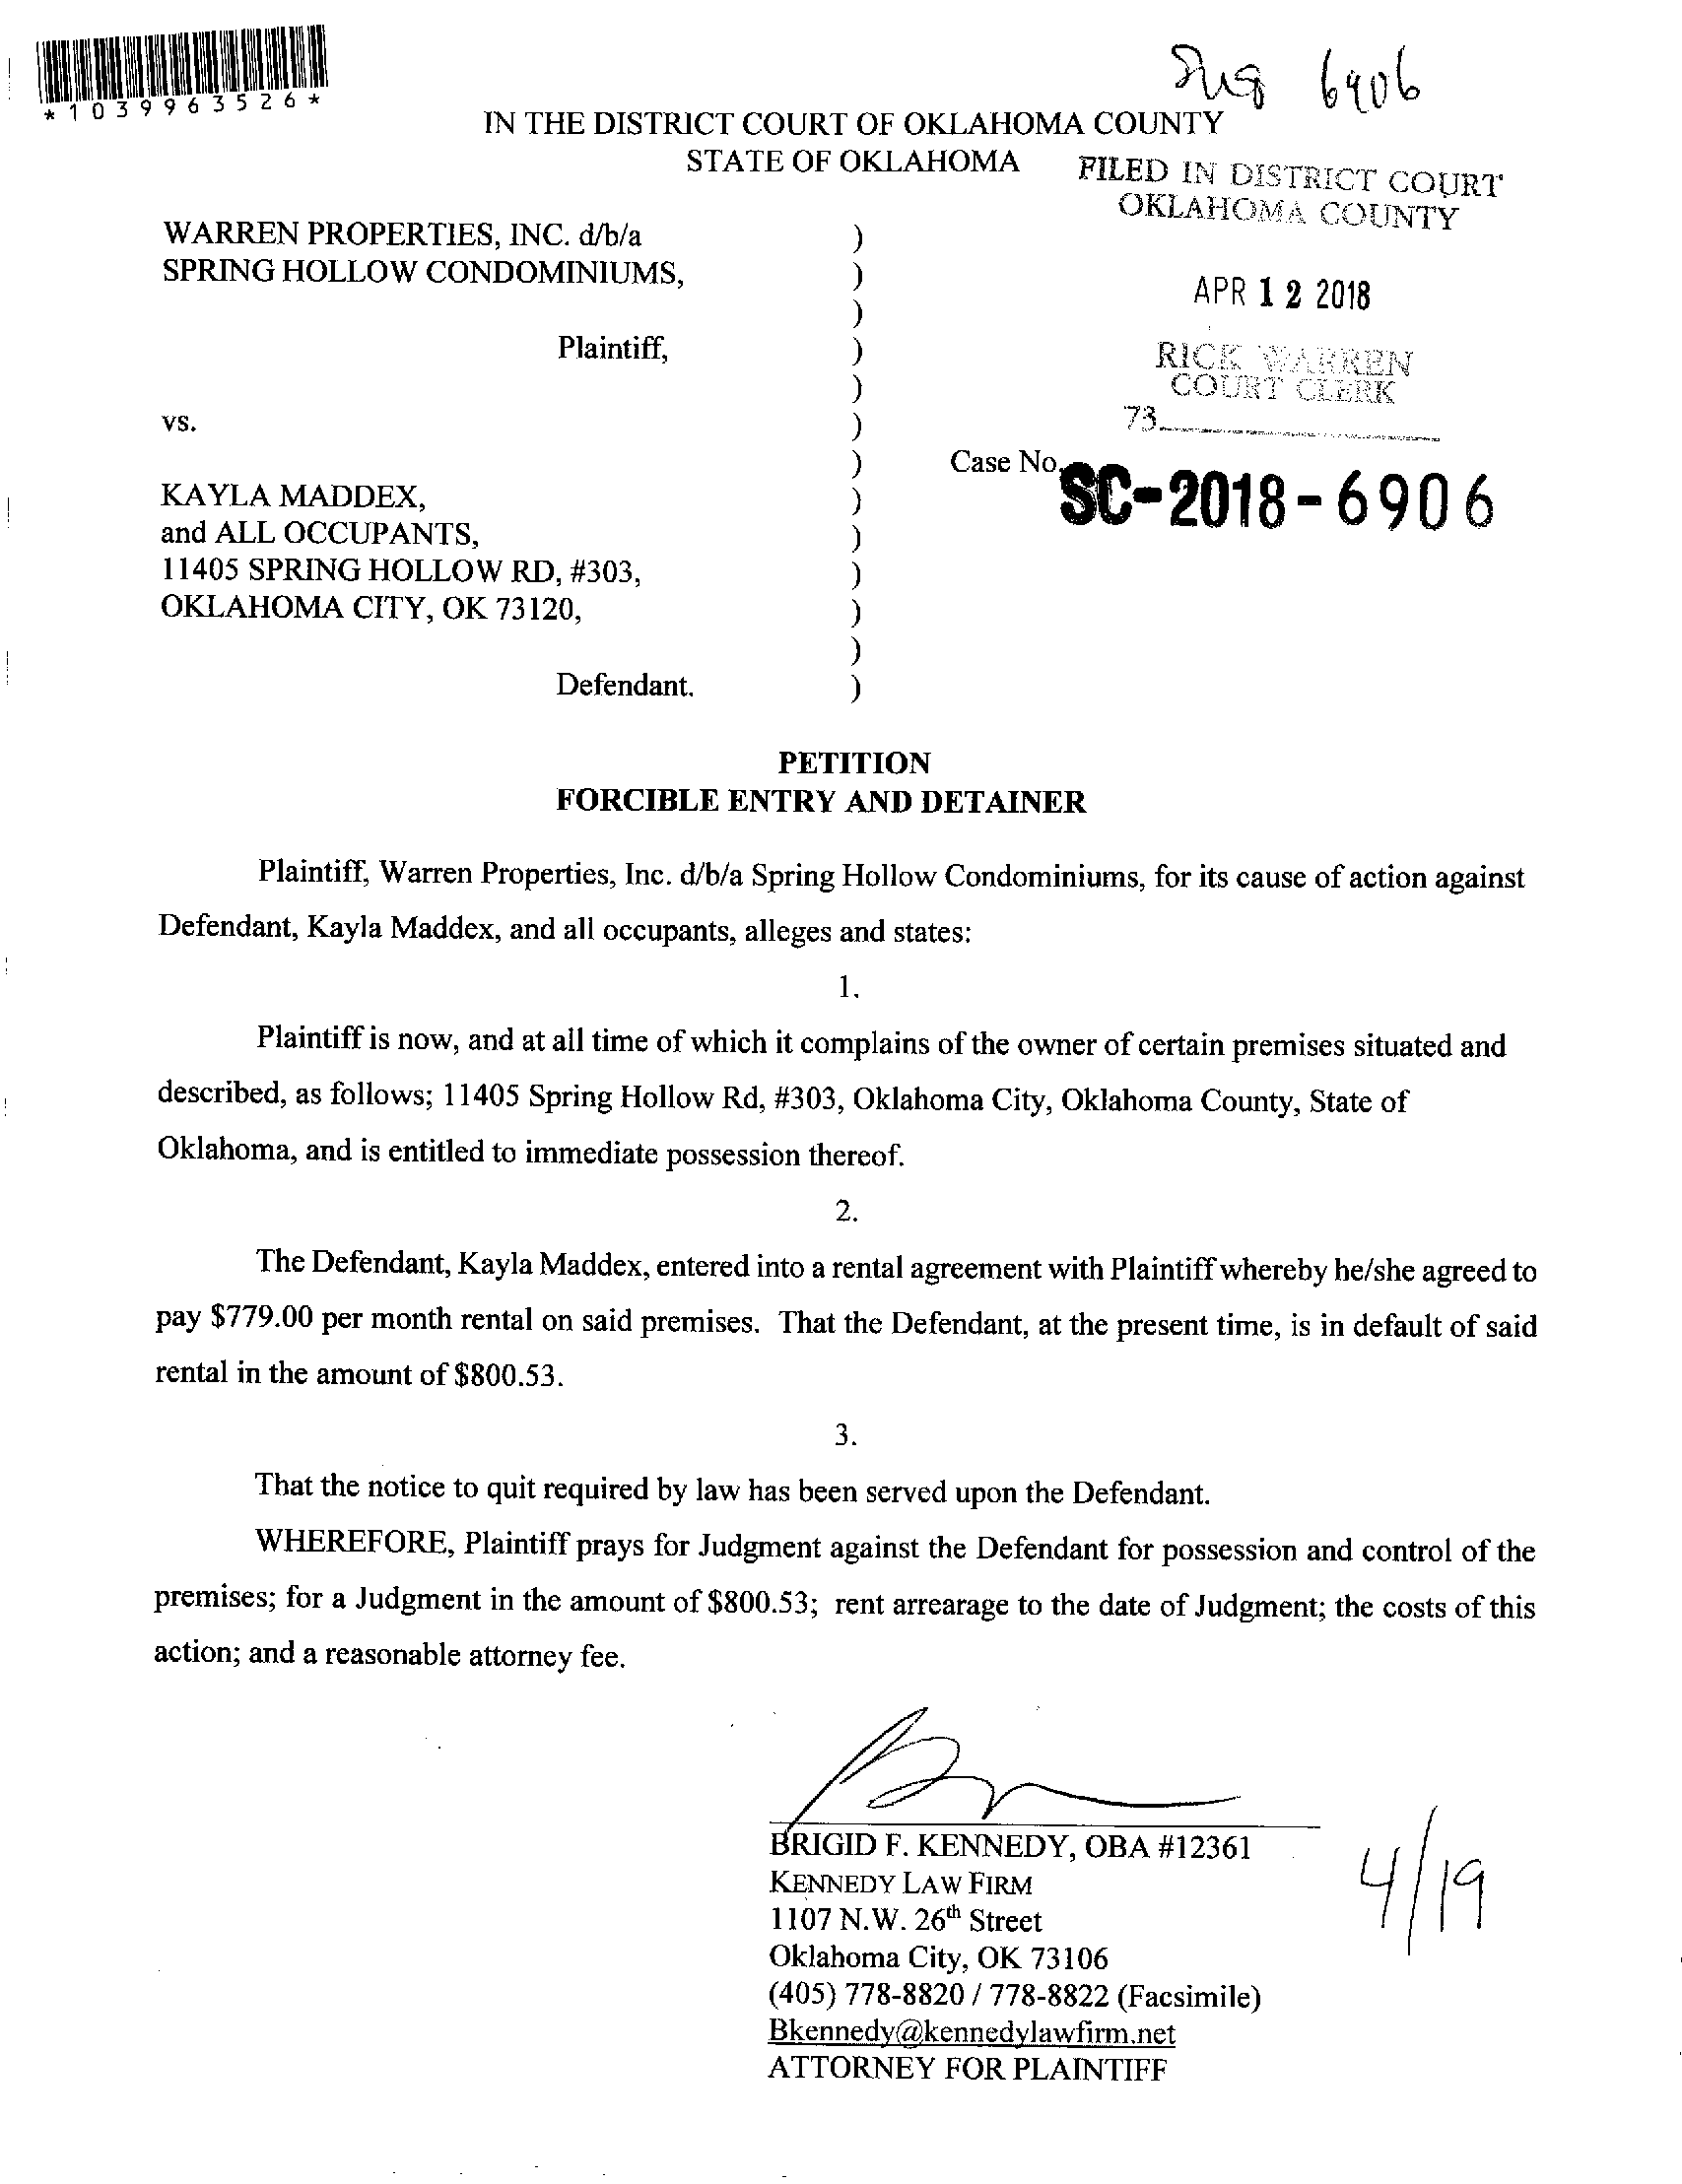 *1039963526*
6906
IN THE DISTRICT COURT OF OKLAHOMA COUNTY
STATE OF OKLAHOMA
FILED IN DISTRICT COURT
OKLAHOMA COUNTY
WARREN PROPERTIES, INC. d/b/a )
SPRING HOLLOW CONDOMINIUMS, )
)
APR 12 2018
Plaintiff, )
RICK WARREN
COURT CLERK
)
vs. )
73
)
Case No.
SC-2018-6906
KAYLA MADDEX, )
and ALL OCCUPANTS, )
11405 SPRING HOLLOW RD, #303, )
OKLAHOMA CITY, OK 73120, )
)
Defendant. )
PETITION
FORCIBLE ENTRY AND DETAINER
Plaintiff, Warren Properties, Inc. d/b/a Spring Hollow Condominiums, for its cause of action against
Defendant, Kayla Maddex, and all occupants, alleges and states:
1.
Plaintiff is now, and at all time of which it complains of the owner of certain premises situated and
described, as follows; 11405 Spring Hollow Rd, #303, Oklahoma City, Oklahoma County, State of
Oklahoma, and is entitled to immediate possession thereof.
2.
The Defendant, Kayla Maddex, entered into a rental agreement with Plaintiff whereby he/she agreed to
pay $779.00 per month rental on said premises. That the Defendant, at the present time, is in default of said
rental in the amount of $800.53.
3.
That the notice to quit required by law has been served upon the Defendant.
WHEREFORE, Plaintiff prays for Judgment against the Defendant for possession and control of the
premises; for a Judgment in the amount of $800.53; rent arrearage to the date of Judgment; the costs of this
action; and a reasonable attorney fee.
BRIGID F. KENNEDY, OBA #12361
KENNEDY LAW FIRM
4/19
1107 N.W. 26th Street
Oklahoma City, OK 73106
(405) 778-8820 / 778-8822 (Facsimile)
Bkennedy@kennedylawfirm.net
ATTORNEY FOR PLAINTIFF